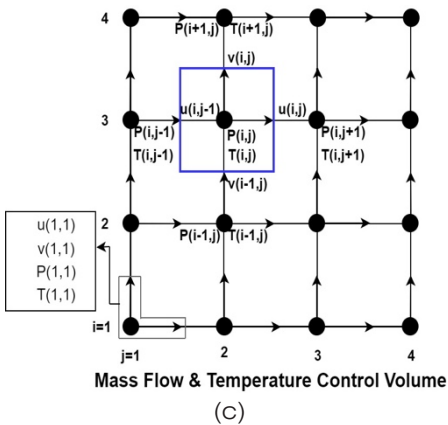 4
P(i+1,j) T(i+1,j)
v(i,j)
3
u(i,j-1)
u(i,j)
P(i,j-1)
T(i,j-1)
P(i,j)
T(i,j)
P(i,j+1)
T(i,j+1)
v(i-1,j)
2
P(i-1,j) T(i-1,j)
u(1,1)
v(1,1)
P(1,1)
T(1,1)
i=1
j=1 2 3 4
Mass Flow & Temperature Control Volume
(C)